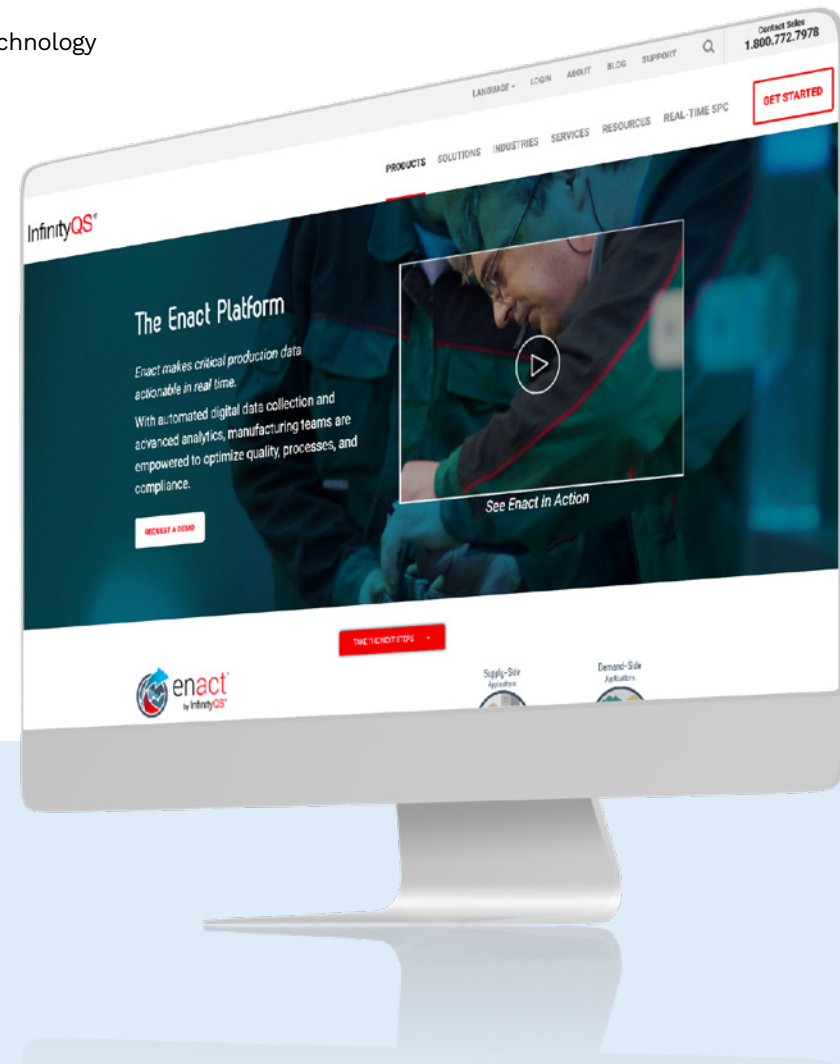 chnology
Contact Sales
1.800.772.7978
LANGUAGE LOGIN ABOUT BLOG SUPPORT
GET STARTED
PRODUCTS SOLUTIONS INDUSTRIES SERVICES RESOURCES REAL-TIME SPC
InfinityQS®
The Enact Platform
Enact makes critical production data
actionable in real time.
With automated digital data collection and
advanced analytics, manufacturing teams are
empowered to optimize quality, processes, and
compliance.
REQUEST A DEMO
See Enact in Action
TAKE THE NEXT STEPS
enact
by InfinityQS®
Supply-Side
Applications
Demand-Side
Applications